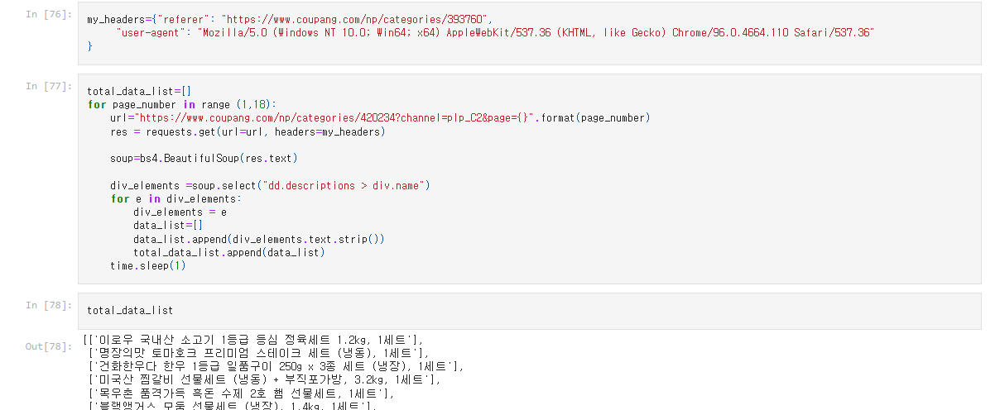 In [76]:
my_headers={"referer": "https://www.coupang.com/np/categories/393760",
"user-agent": "Mozilla/5.0 (Windows NT 10.0; Win64; x64) AppleWebKit/537.36 (KHTML, like Gecko) Chrome/96.0.4664.110 Safari/537.36"
}
In [77]:
total_data_list=[]
for page_number in range (1,18):
url="https://www.coupang.com/np/categories/420234?channel=plp_C2&page={}".format(page_number)
res = requests.get(url=url, headers=my_headers)
soup=bs4.BeautifulSoup(res.text)
div_elements =soup.select("dd.descriptions > div.name")
for e in div_elements:
div_elements = e
data_list=[]
data_list.append(div_elements.text.strip())
total_data_list.append(data_list)
time.sleep(1)
In [78]:
total_data_list
Out[78]:
[['미로우 국내산 소고기 1등급 등심 정육세트 1.2kg, 1세트'],
['명장의맛 토마호크 프리미엄 스테이크 세트 (냉동), 1세트'],
['건화한우다 한우 1등급 일품구이 250g x 3종 세트 (냉장), 1세트'],
['미국산 찜갈비 선물세트 (냉동) + 부직포가방, 3.2kg, 1세트'],
['목우촌 품격가득 흑돈 수제 2호 햄 선물세트, 1세트'],
['블랙앵거스 모둠 선물세트 (냉장), 1.4kg, 1세트'],